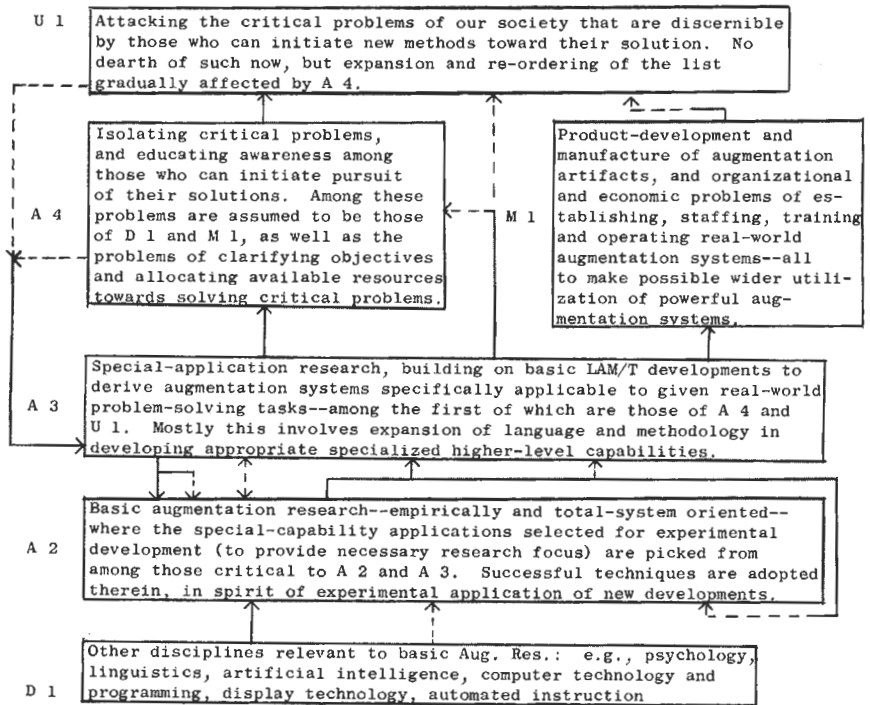 U 1
Attacking the critical problems of our society that are discernible
by those who can initiate new methods toward their solution. No
dearth of such now, but expansion and re-ordering of the list
gradually affected by A 4.
A 4
Isolating critical problems,
and educating awareness among
those who can initiate pursuit
of their solutions. Among these
problems are assumed to be those
of D 1 and M 1, as well as the
problems of clarifying objectives
and allocating available resources
towards solving critical problems.
M 1
Product-development and
manufacture of augmentation
artifacts, and organizational
and economic problems of es-
tablishing, staffing, training
and operating real-world
augmentation systems--all
to make possible wider utili-
zation of powerful aug-
mentation systems.
A 3
Special-application research, building on basic LAM/T developments to
derive augmentation systems specifically applicable to given real-world
problem-solving tasks--among the first of which are those of A 4 and
U 1. Mostly this involves expansion of language and methodology in
developing appropriate specialized higher-level capabilities.
A 2
Basic augmentation research--empirically and total-system oriented--
where the special-capability applications selected for experimental
development (to provide necessary research focus) are picked from
among those critical to A 2 and A 3. Successful techniques are adopted
therein, in spirit of experimental application of new developments.
D 1
Other disciplines relevant to basic Aug. Res.: e.g., psychology,
linguistics, artificial intelligence, computer technology and
programming, display technology, automated instruction